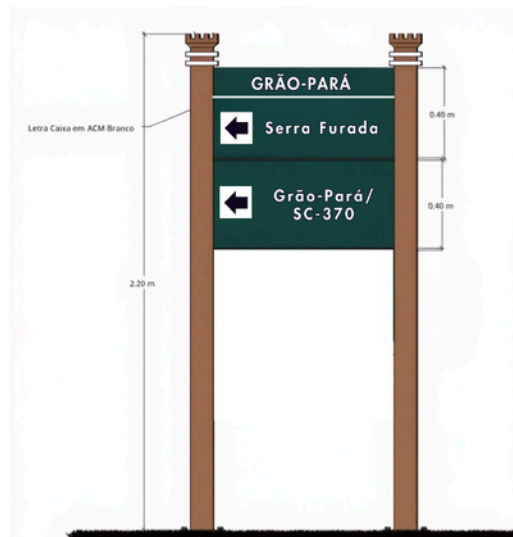 GRÃO-PARÁ
0.40 m
Letra Caixa em ACM Branco
Serra Furada
Grão-Pará/
SC-370
0.40 m
2.20 m